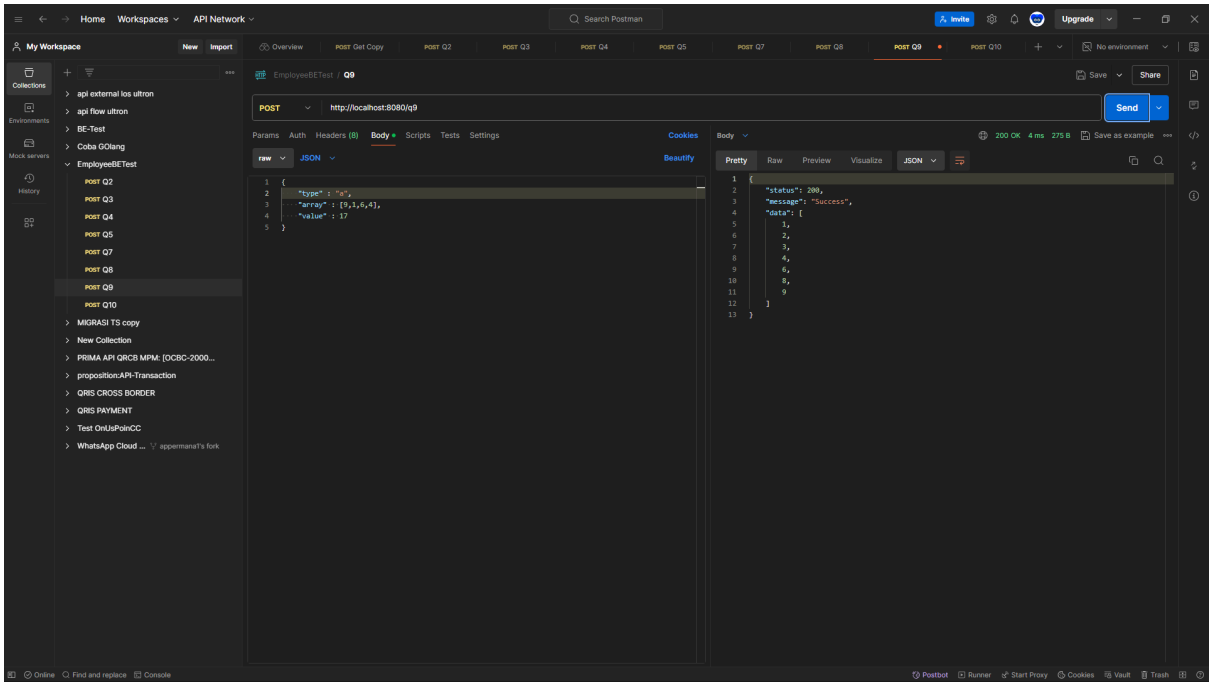 Home Workspaces API Network Search Postman Invite Upgrade
My Workspace New Import Overview POST Get Copy POST Q2 POST Q3 POST Q4 POST Q5 POST Q7 POST Q8 POST Q9 POST Q10 No environment
Collections
Environments
Mock servers
History
api external los ultron
api flow ultron
BE-Test
Coba GOlang
EmployeeBETest
POST Q2
POST Q3
POST Q4
POST Q5
POST Q7
POST Q8
POST Q9
POST Q10
MIGRASI TS copy
New Collection
PRIMA API QRCB MPM: [OCBC-2000...
proposition:API-Transaction
QRIS CROSS BORDER
QRIS PAYMENT
Test OnUsPoinCC
WhatsApp Cloud ... appermana1's fork
HTTP EmployeeBETest / Q9 Save Share
POST http://localhost:8080/q9 Send
Params Auth Headers (8) Body Scripts Tests Settings Cookies
raw JSON Beautify
1 {
2 "type" : "a",
3 "array" : [9,1,6,4],
4 "value" : 17
5 }
Body 200 OK 4 ms 275 B Save as example
Pretty Raw Preview Visualize JSON
1 {
2 "status": 200,
3 "message": "Success",
4 "data": [
5 1,
6 2,
7 3,
8 4,
9 6,
10 8,
11 9
12 ]
13 }
Online Find and replace Console Postbot Runner Start Proxy Cookies Vault Trash